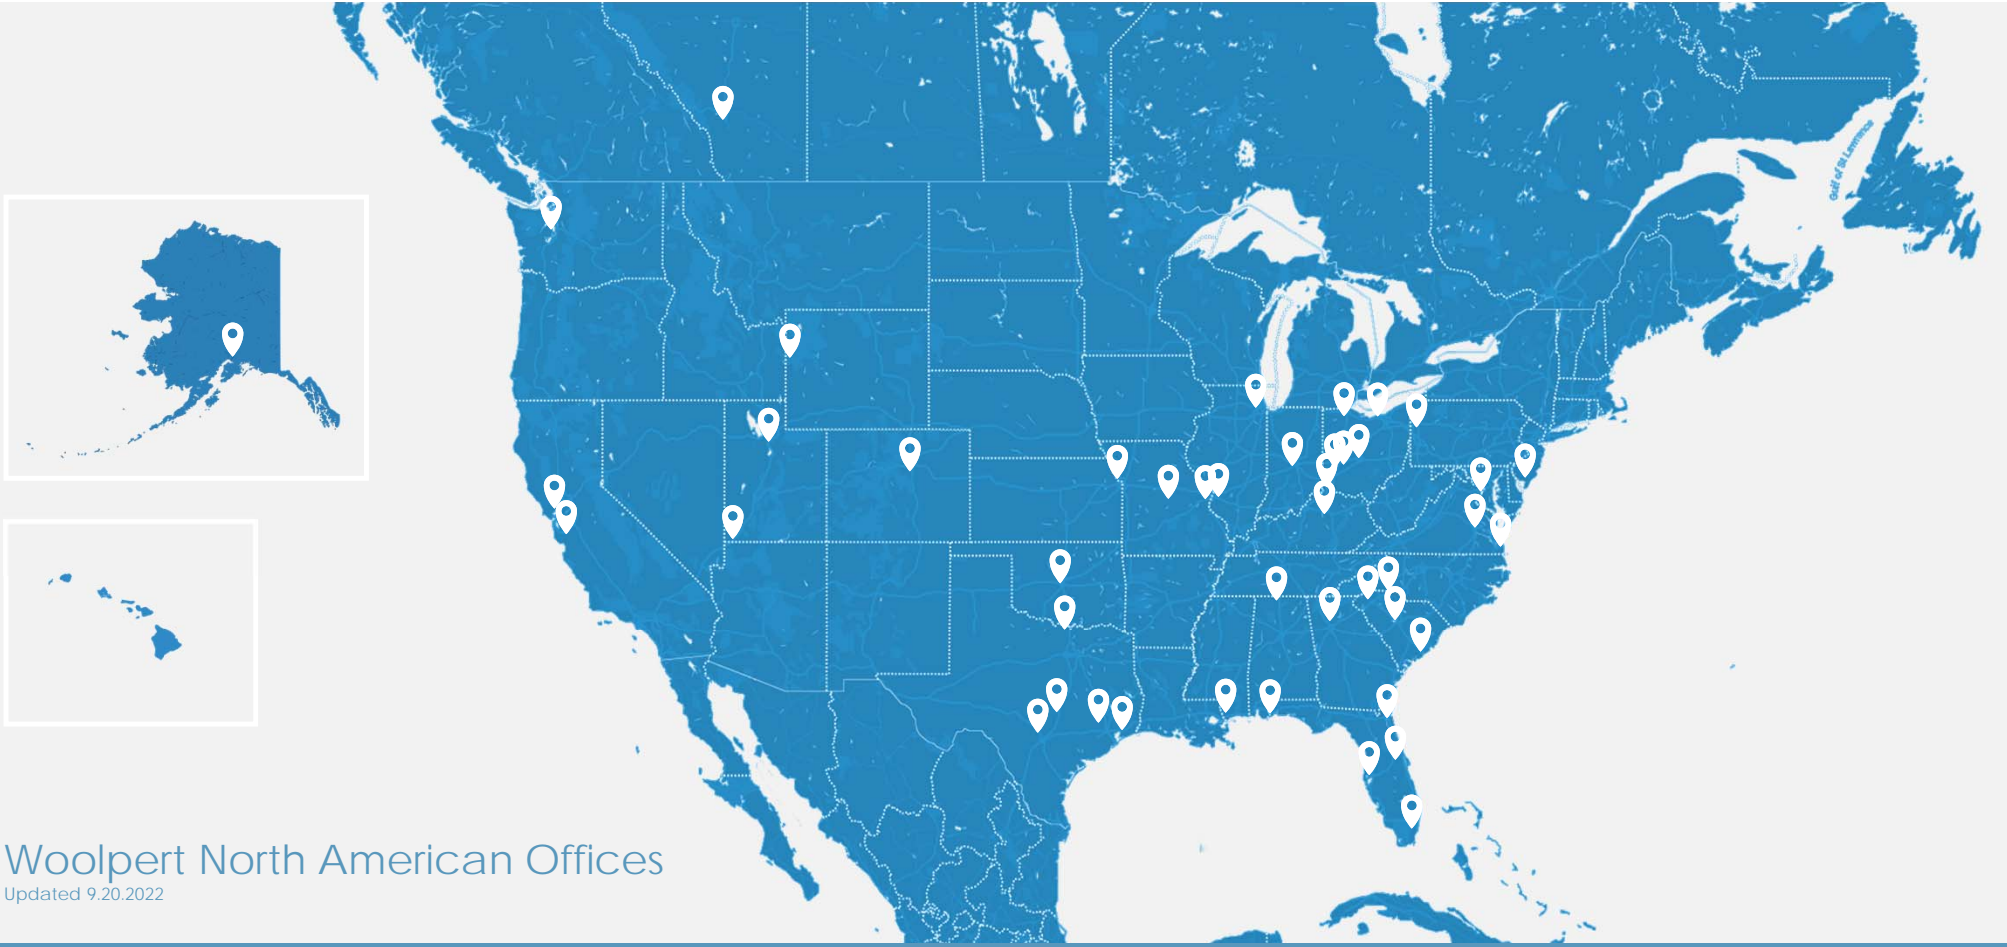 Gulf of St Lawrence
Woolpert North American Offices
Updated 9.20.2022